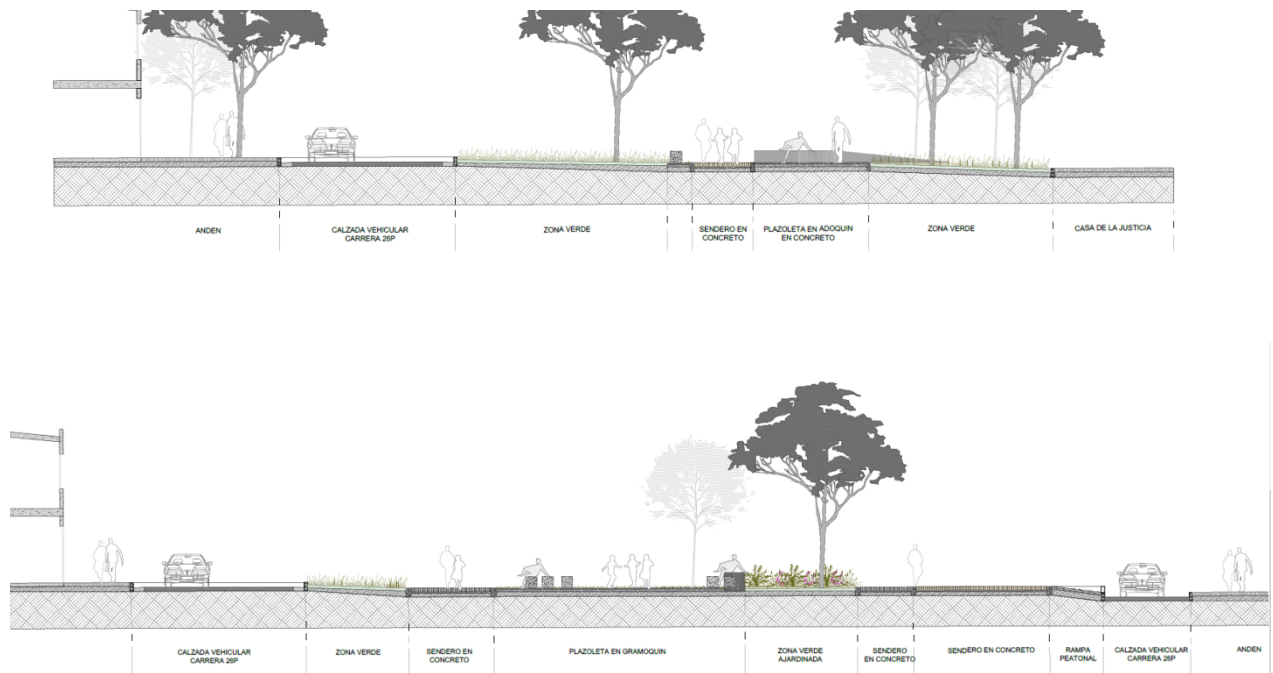 ANDEN
CALZADA VEHICULAR
CARRERA 26P
ZONA VERDE
SENDERO EN
CONCRETO
PLAZOLETA EN ADOQUIN
EN CONCRETO
ZONA VERDE
CASA DE LA JUSTICIA
CALZADA VEHICULAR
CARRERA 26P
ZONA VERDE
SENDERO EN
CONCRETO
PLAZOLETA EN GRAMOQUIN
ZONA VERDE
AJARDINADA
SENDERO
EN CONCRETO
SENDERO EN CONCRETO
RAMPA
PEATONAL
CALZADA VEHICULAR
CARRERA 26P
ANDEN